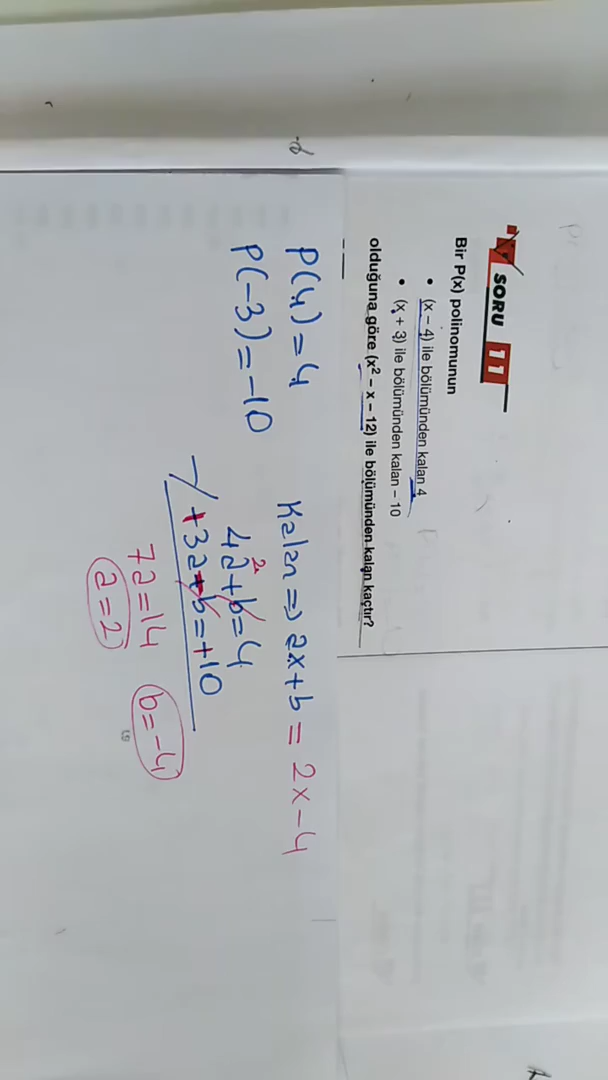 SORU 11
Bir P(x) polinomunun
• (x – 4) ile bölümünden kalan 4
• (x + 3) ile bölümünden kalan – 10
olduğuna göre (x² – x – 12) ile bölümünden kalan kaçtır?
P(4)=4
P(-3)=-10
Kalan => ax+b = 2x-4
4a+b=4
+3a+b=+10
7a=14
a=2
b=-4